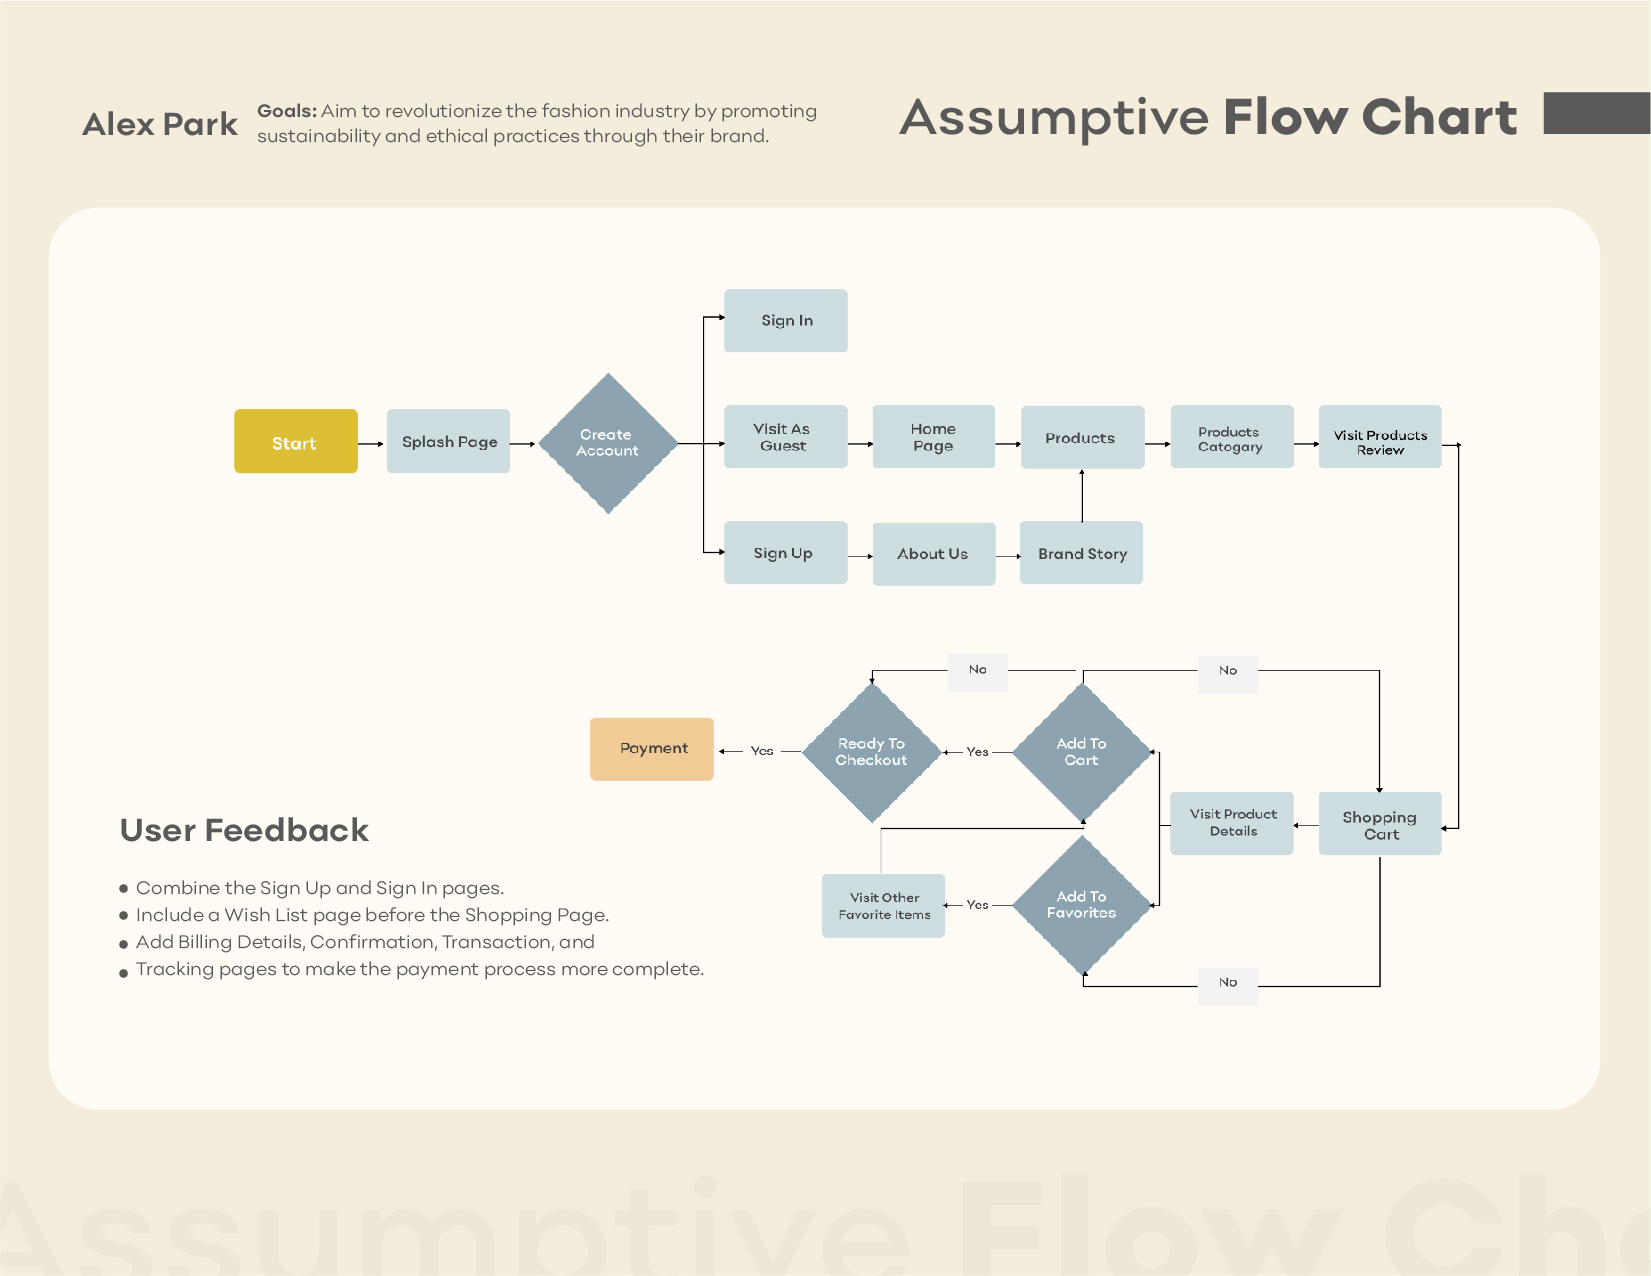 Alex Park
Goals: Aim to revolutionize the fashion industry by promoting
sustainability and ethical practices through their brand.
Assumptive Flow Chart
Sign In
Start
Splash Page
Create
Account
Visit As
Guest
Home
Page
Products
Products
Catogary
Visit Products
Review
Sign Up
About Us
Brand Story
No
No
Payment
Yes
Ready To
Checkout
Yes
Add To
Cart
Visit Product
Details
Shopping
Cart
Visit Other
Favorite Items
Yes
Add To
Favorites
No
User Feedback
Combine the Sign Up and Sign In pages.
Include a Wish List page before the Shopping Page.
Add Billing Details, Confirmation, Transaction, and
Tracking pages to make the payment process more complete.
Assumptive Flow Cha